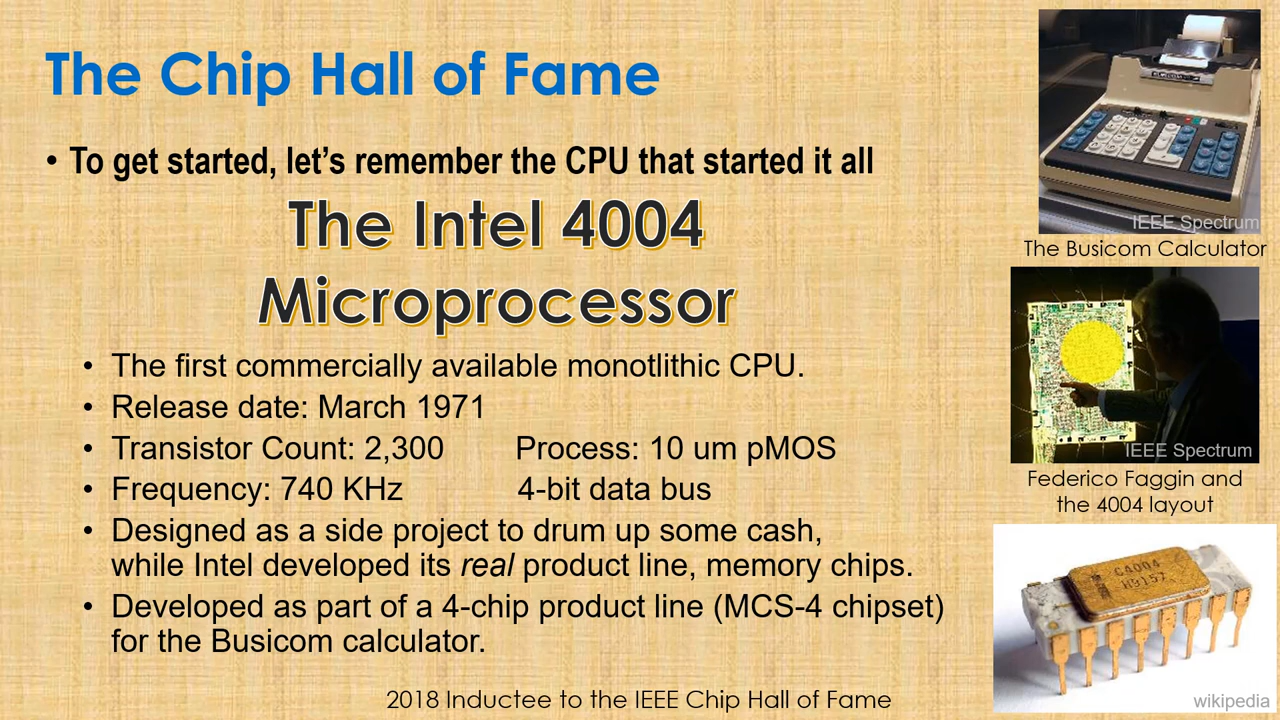 The Chip Hall of Fame
• To get started, let's remember the CPU that started it all
The Intel 4004
Microprocessor
• The first commercially available monotlithic CPU.
• Release date: March 1971
• Transistor Count: 2,300 Process: 10 um pMOS
• Frequency: 740 KHz 4-bit data bus
• Designed as a side project to drum up some cash,
while Intel developed its real product line, memory chips.
• Developed as part of a 4-chip product line (MCS-4 chipset)
for the Busicom calculator.
2018 Inductee to the IEEE Chip Hall of Fame
IEEE Spectrum
The Busicom Calculator
IEEE Spectrum
Federico Faggin and
the 4004 layout
C4004
H3157
wikipedia